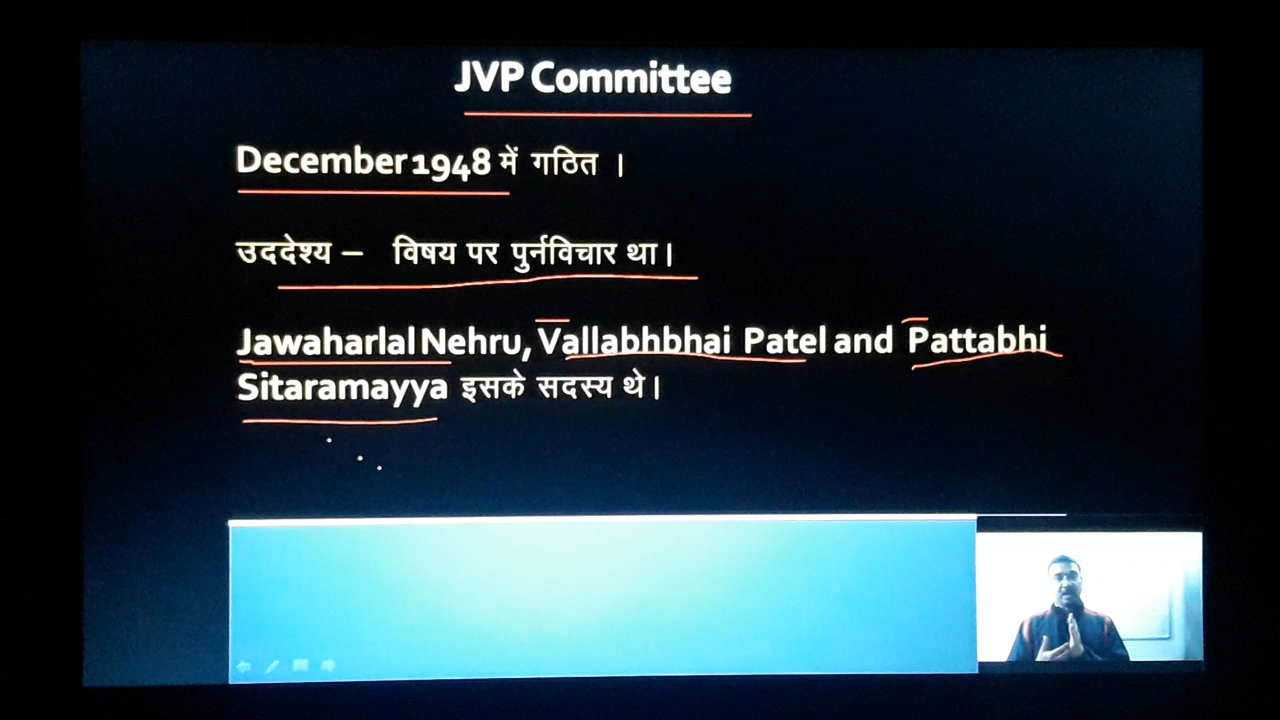 JVP Committee
December 1948 में गठित ।
उददेश्य – विषय पर पुर्नविचार था।
Jawaharlal Nehru, Vallabhbhai Patel and Pattabhi
Sitaramayya इसके सदस्य थे।